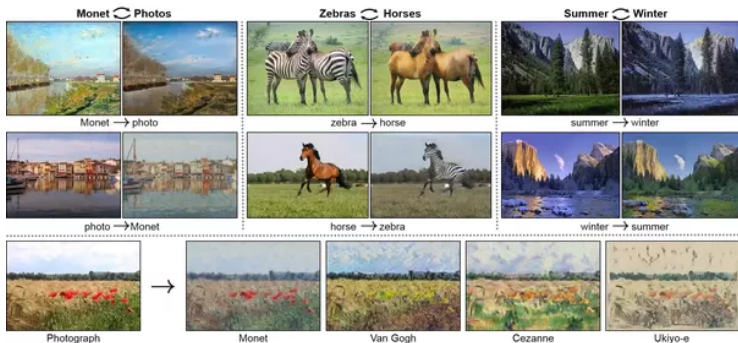 Monet ⇄ Photos
Zebras ⇄ Horses
Summer ⇄ Winter
Monet → photo
zebra → horse
summer → winter
photo → Monet
horse → zebra
winter → summer
Photograph
Monet
Van Gogh
Cezanne
Ukiyo-e